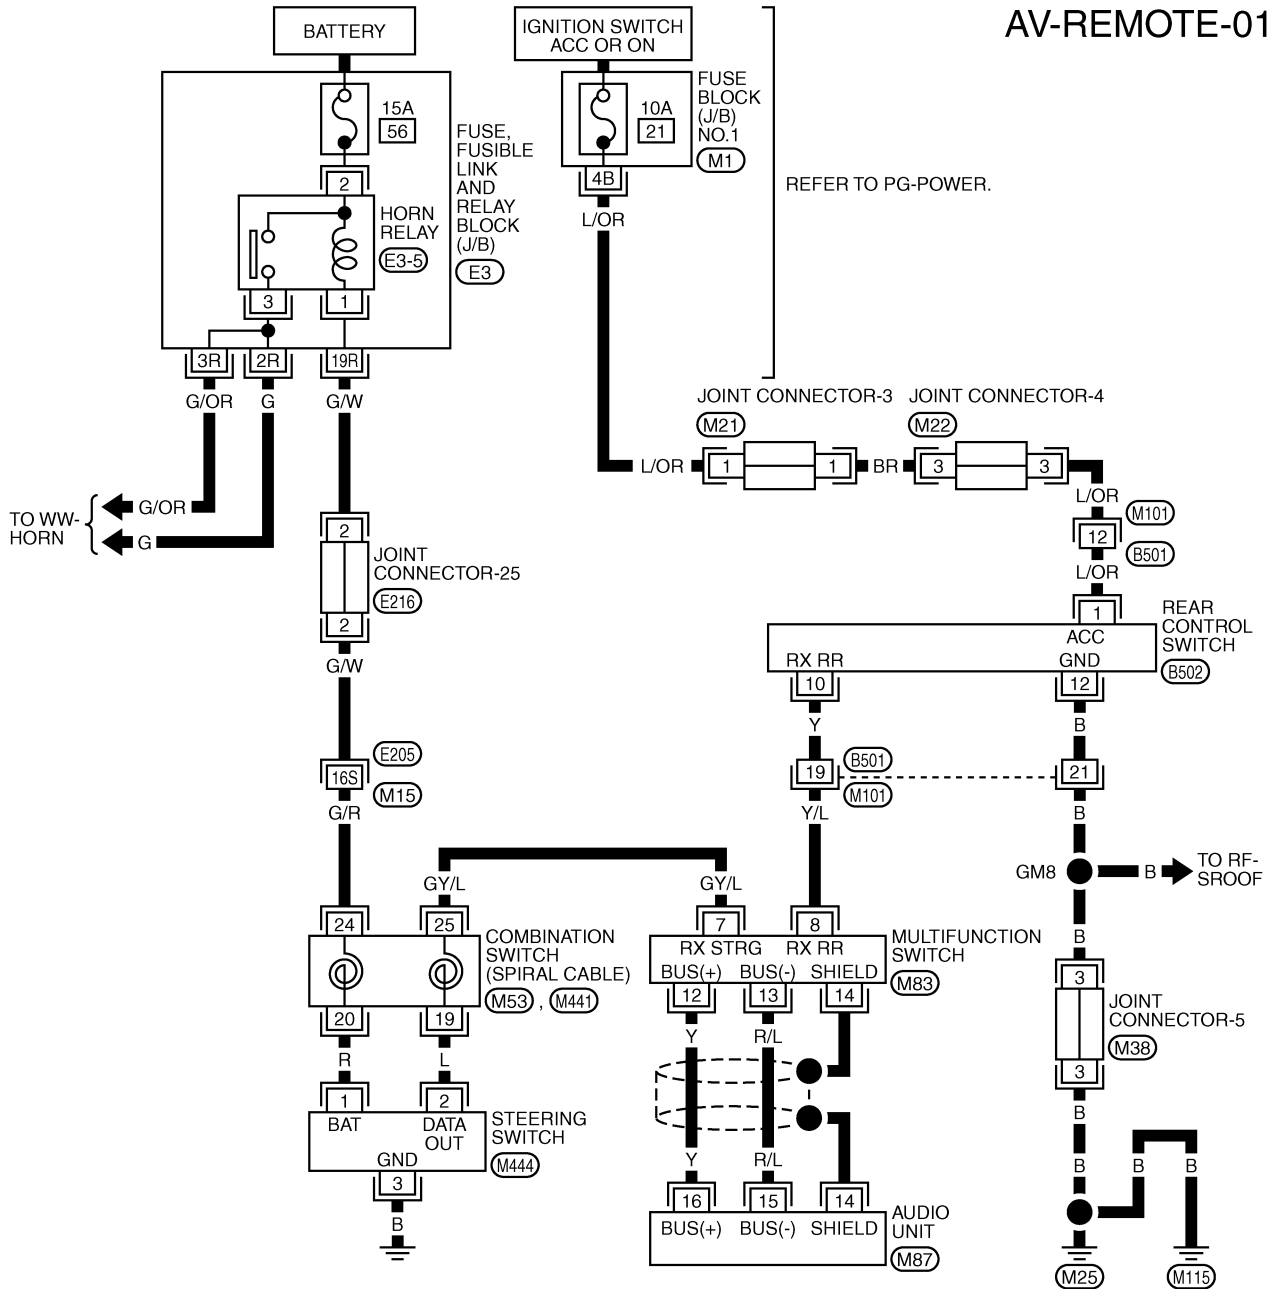 AV-REMOTE-01
BATTERY
IGNITION SWITCH
ACC OR ON
15A
56
FUSE,
FUSIBLE
LINK
AND
RELAY
BLOCK
(J/B)
E3
2
HORN
RELAY
E3-5
3
1
3R
2R
19R
G/OR
G
G/W
10A
21
FUSE
BLOCK
(J/B)
NO.1
M1
4B
L/OR
REFER TO PG-POWER.
TO WW-
HORN
G/OR
G
2
JOINT
CONNECTOR-25
E216
2
G/W
E205
16S
M15
G/R
JOINT CONNECTOR-3
M21
L/OR
1
1
BR
JOINT CONNECTOR-4
M22
3
3
L/OR
M101
12
B501
L/OR
1
ACC
REAR
CONTROL
SWITCH
B502
RX RR
GND
10
12
Y
B
19
B501
M101
21
Y/L
B
GM8
B
TO RF-
SROOF
B
GY/L
GY/L
24
25
COMBINATION
SWITCH
(SPIRAL CABLE)
M53 , M441
20
19
R
L
1
2
BAT
DATA
OUT
GND
STEERING
SWITCH
M444
3
B
7
8
RX STRG
RX RR
BUS(+)
BUS(-)
SHIELD
MULTIFUNCTION
SWITCH
M83
12
13
14
Y
R/L
Y
R/L
16
15
14
BUS(+)
BUS(-)
SHIELD
AUDIO
UNIT
M87
3
JOINT
CONNECTOR-5
M38
3
B
B
B
B
M25
M115